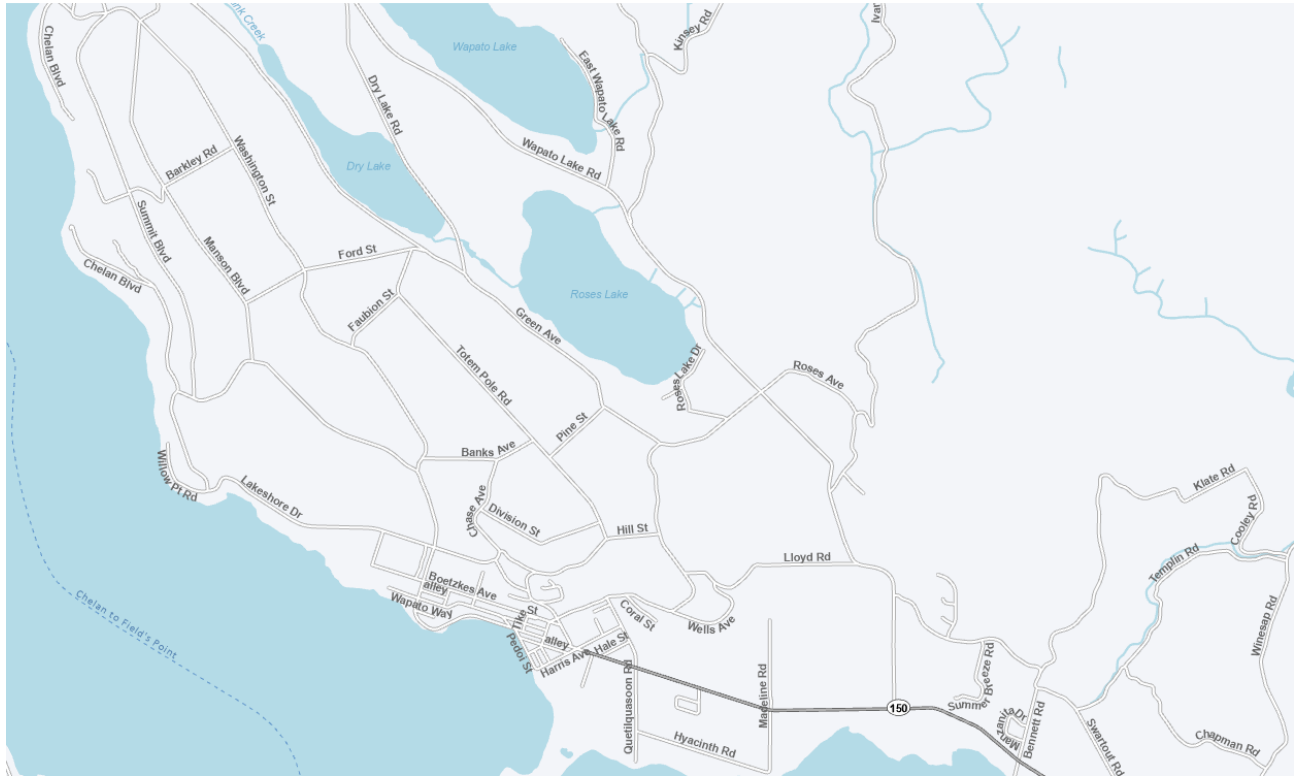 Chelan Blvd
Wapato Lake
Kinsey Rd
East Wapato Lake Rd
Dry Lake Rd
Barkley Rd
Washington St
Dry Lake
Wapato Lake Rd
Summit Blvd
Manson Blvd
Ford St
Chelan Blvd
Faubion St
Roses Lake
Green Ave
Totem Pole Rd
Roses Lake Dr
Roses Ave
Pine St
Banks Ave
Willow Pt Rd
Lakeshore Dr
Chase Ave
Division St
Hill St
Klate Rd
Cooley Rd
Lloyd Rd
Templin Rd
Boetzkes Ave
alley
Wapato Way
Chelan to Field's Point
Tike St
Coral St
Wells Ave
Winesap Rd
Pedoi St
alley
Hale St
Harris Ave
Quetilquasoon Rd
Madeline Rd
Summer Breeze Rd
150
Manzanita Dr
Bennett Rd
Swartout Rd
Chapman Rd
Hyacinth Rd